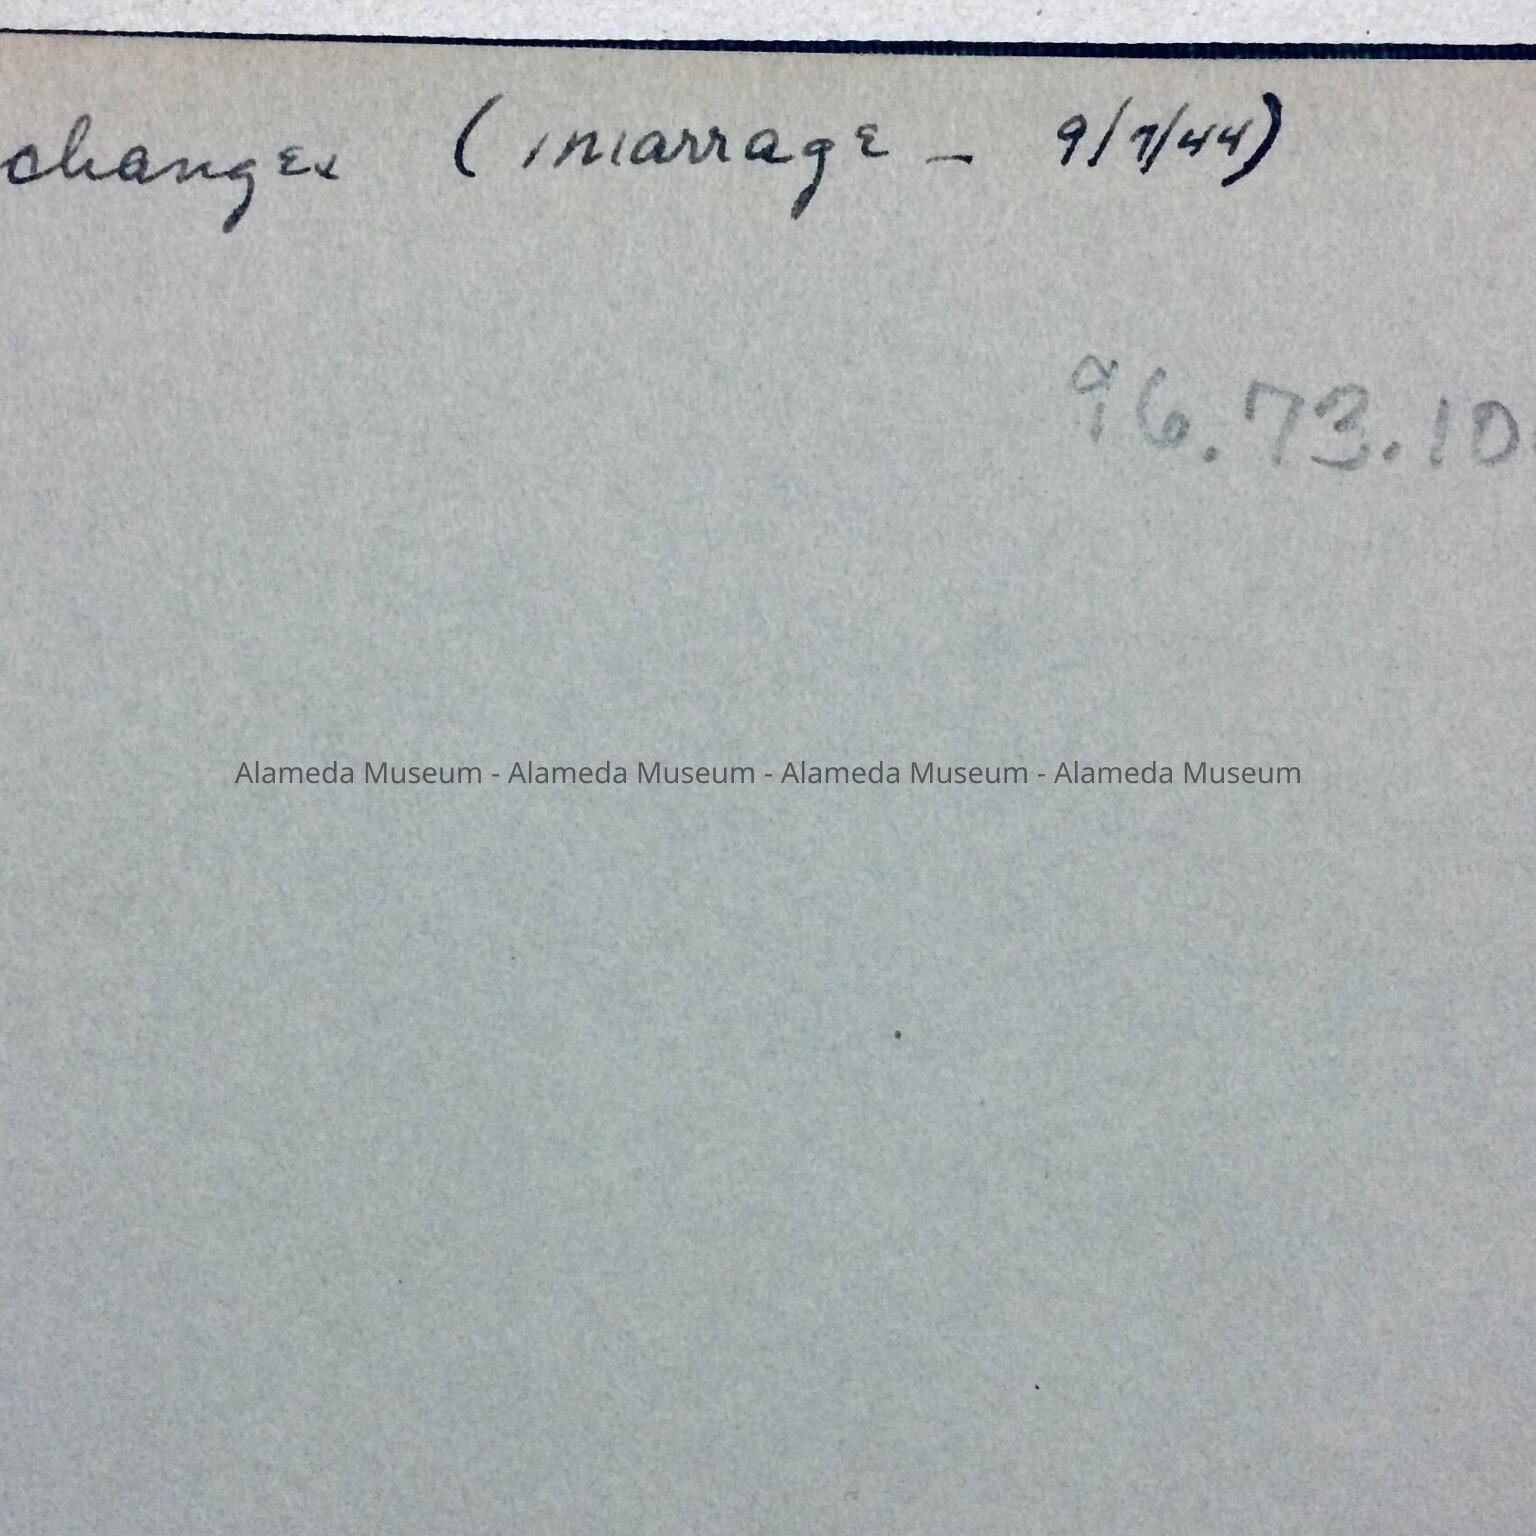 changes (marrage - 9/7/44)
96.73.10
Alameda Museum - Alameda Museum - Alameda Museum - Alameda Museum